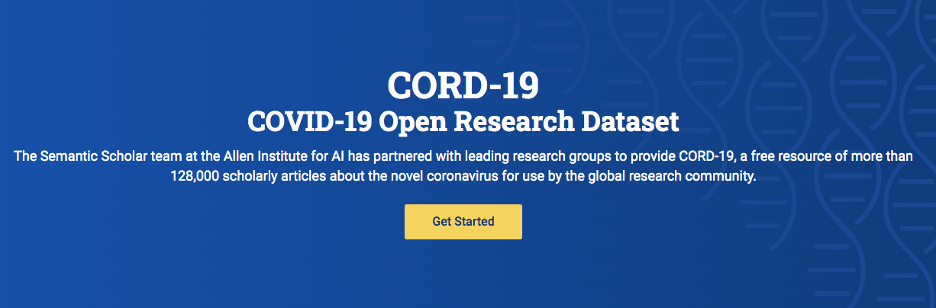 CORD-19
COVID-19 Open Research Dataset
The Semantic Scholar team at the Allen Institute for AI has partnered with leading research groups to provide CORD-19, a free resource of more than
128,000 scholarly articles about the novel coronavirus for use by the global research community.
Get Started